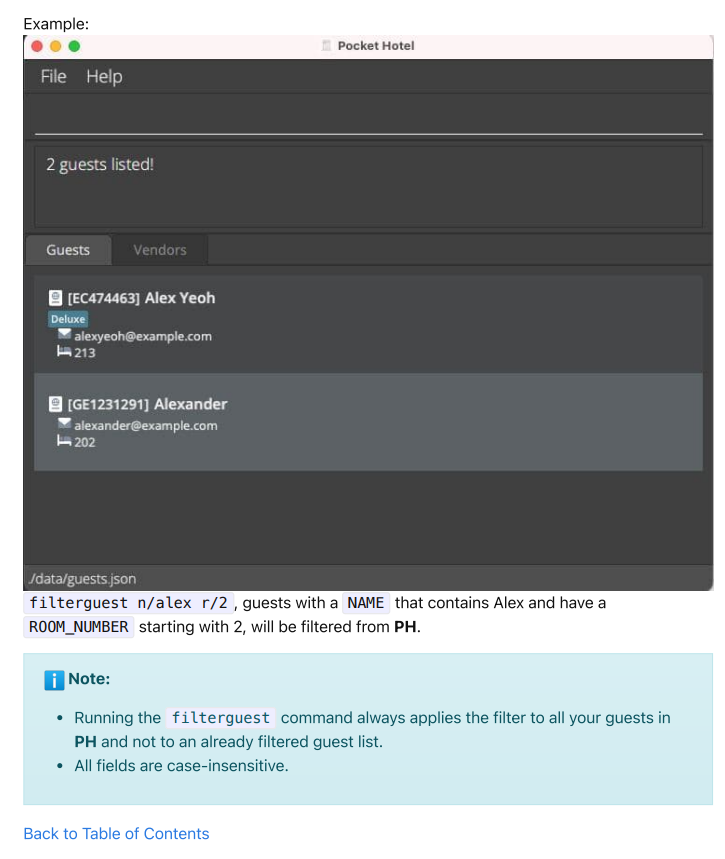 Example:
Pocket Hotel
File Help
2 guests listed!
Guests Vendors
[EC474463] Alex Yeoh
Deluxe
alexyeoh@example.com
213
[GE1231291] Alexander
alexander@example.com
202
./data/guests.json
filterguest n/alex r/2 , guests with a NAME that contains Alex and have a
ROOM_NUMBER starting with 2, will be filtered from PH.
Note:
• Running the filterguest command always applies the filter to all your guests in
PH and not to an already filtered guest list.
• All fields are case-insensitive.
Back to Table of Contents